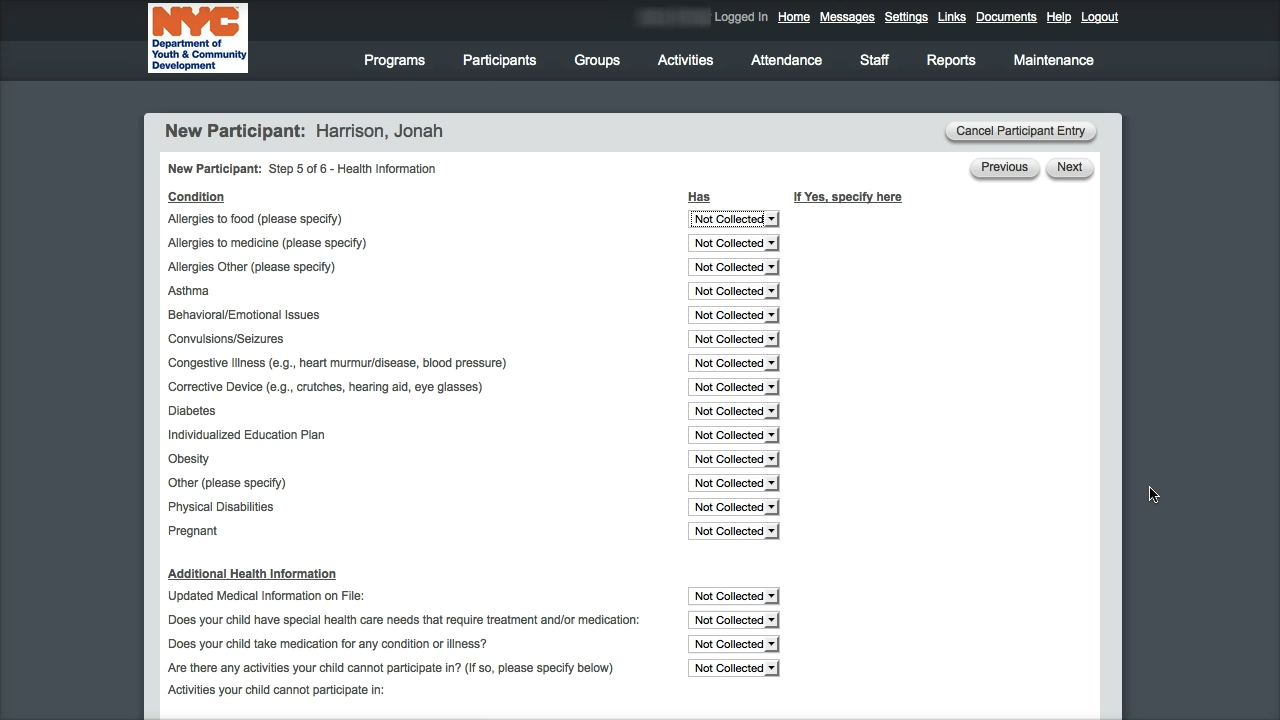 NYC
Department of
Youth & Community
Development
Logged In Home Messages Settings Links Documents Help Logout
Programs Participants Groups Activities Attendance Staff Reports Maintenance
New Participant: Harrison, Jonah
Cancel Participant Entry
New Participant: Step 5 of 6 - Health Information
Previous Next
Condition Has If Yes, specify here
Allergies to food (please specify) Not Collected
Allergies to medicine (please specify) Not Collected
Allergies Other (please specify) Not Collected
Asthma Not Collected
Behavioral/Emotional Issues Not Collected
Convulsions/Seizures Not Collected
Congestive Illness (e.g., heart murmur/disease, blood pressure) Not Collected
Corrective Device (e.g., crutches, hearing aid, eye glasses) Not Collected
Diabetes Not Collected
Individualized Education Plan Not Collected
Obesity Not Collected
Other (please specify) Not Collected
Physical Disabilities Not Collected
Pregnant Not Collected
Additional Health Information
Updated Medical Information on File: Not Collected
Does your child have special health care needs that require treatment and/or medication: Not Collected
Does your child take medication for any condition or illness? Not Collected
Are there any activities your child cannot participate in? (If so, please specify below) Not Collected
Activities your child cannot participate in: